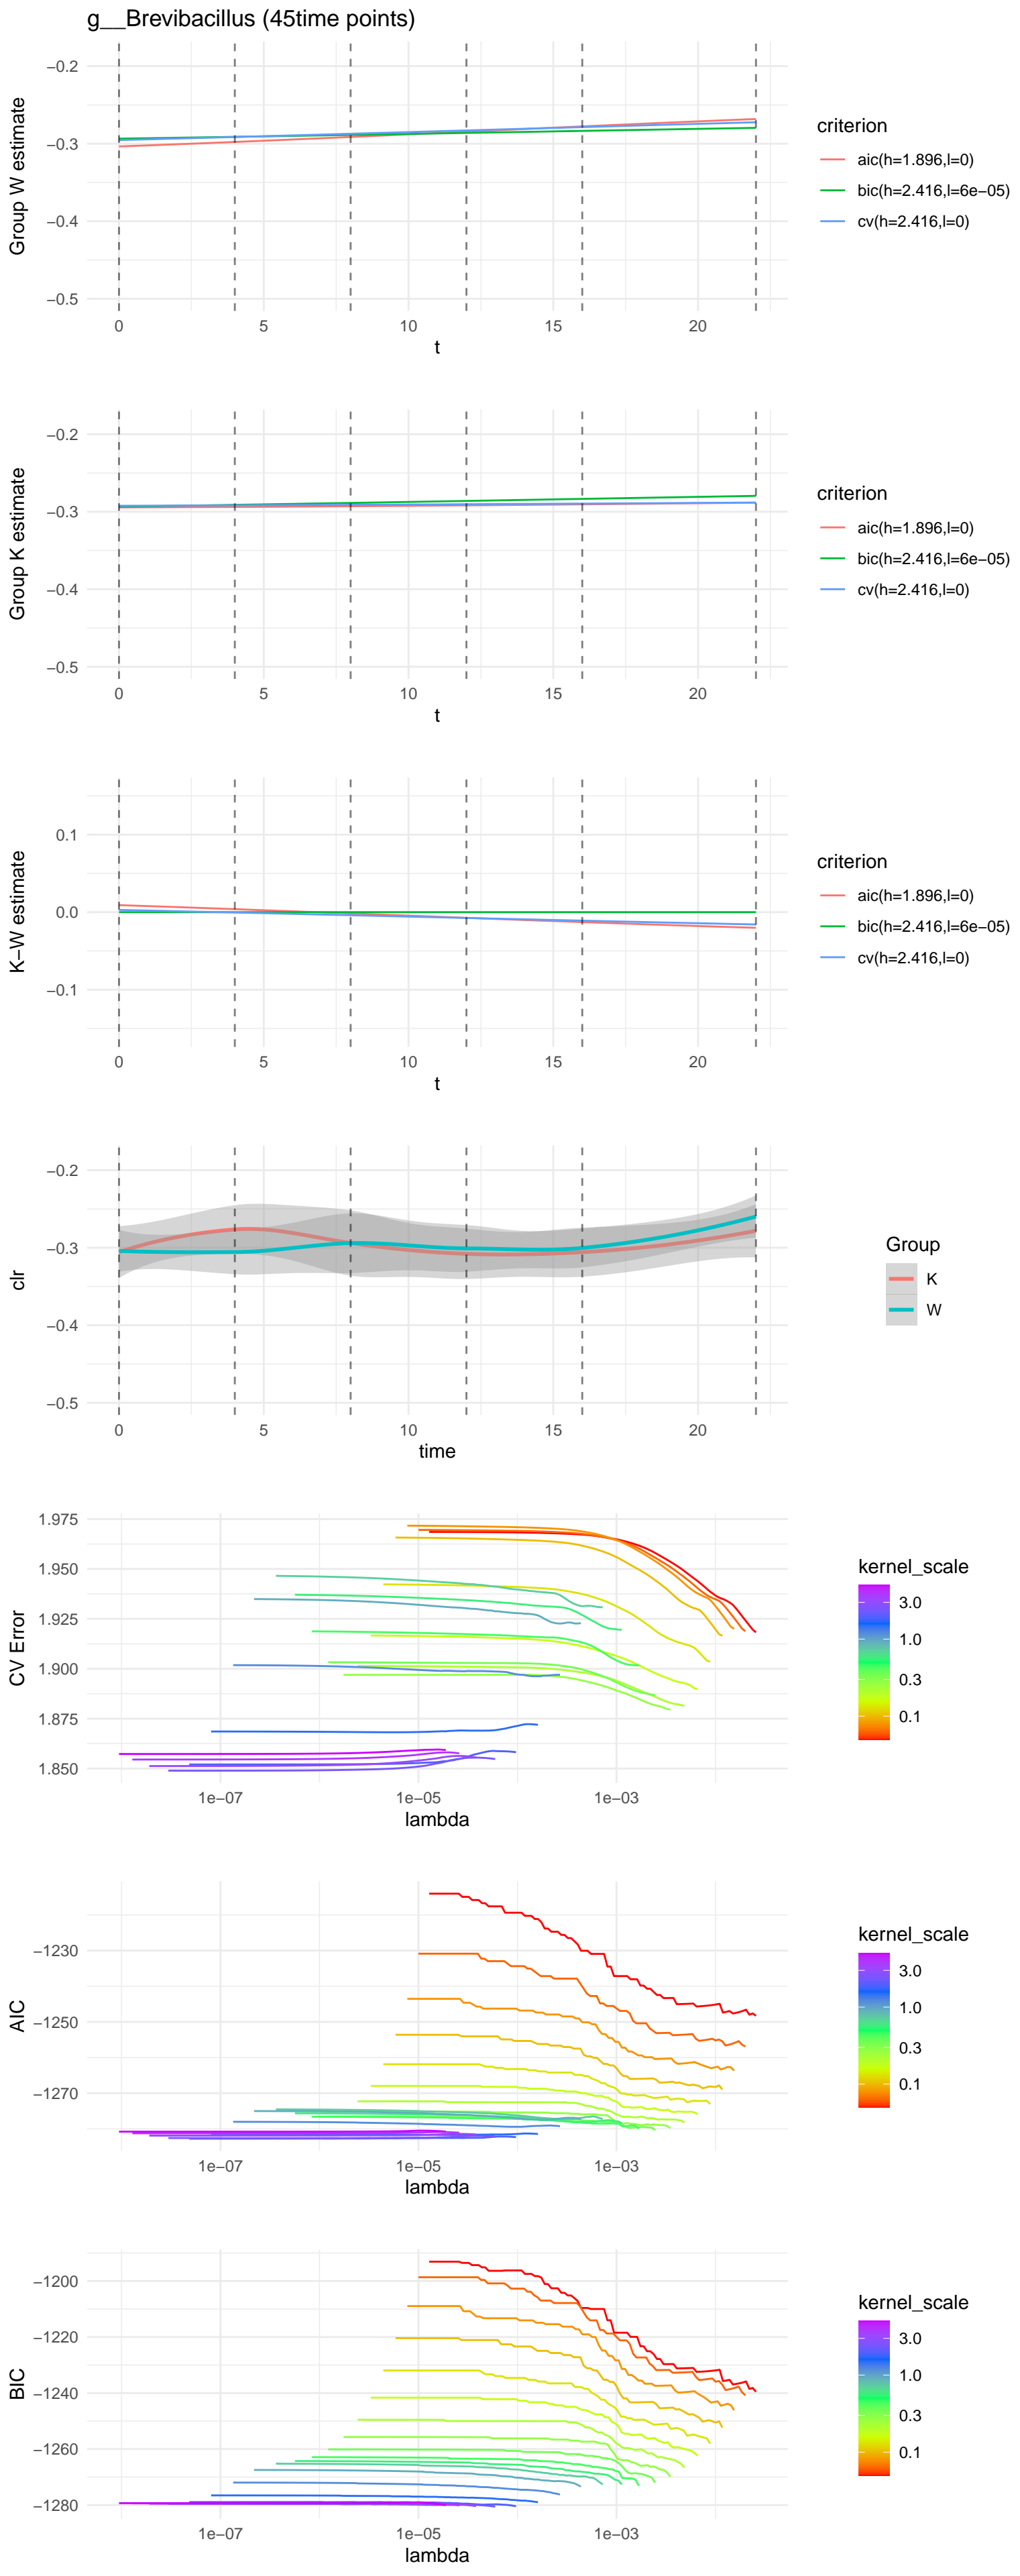 g__Brevibacillus (45time points)
Group W estimate
−0.2
−0.3
−0.4
−0.5
0 5 10 15 20
t
criterion
aic(h=1.896,l=0)
bic(h=2.416,l=6e−05)
cv(h=2.416,l=0)
Group K estimate
−0.2
−0.3
−0.4
−0.5
0 5 10 15 20
t
criterion
aic(h=1.896,l=0)
bic(h=2.416,l=6e−05)
cv(h=2.416,l=0)
K−W estimate
0.1
0.0
−0.1
0 5 10 15 20
t
criterion
aic(h=1.896,l=0)
bic(h=2.416,l=6e−05)
cv(h=2.416,l=0)
clr
−0.2
−0.3
−0.4
−0.5
0 5 10 15 20
time
Group
K
W
CV Error
1.975
1.950
1.925
1.900
1.875
1.850
1e−07 1e−05 1e−03
lambda
kernel_scale
3.0
1.0
0.3
0.1
AIC
−1230
−1250
−1270
1e−07 1e−05 1e−03
lambda
kernel_scale
3.0
1.0
0.3
0.1
BIC
−1200
−1220
−1240
−1260
−1280
1e−07 1e−05 1e−03
lambda
kernel_scale
3.0
1.0
0.3
0.1